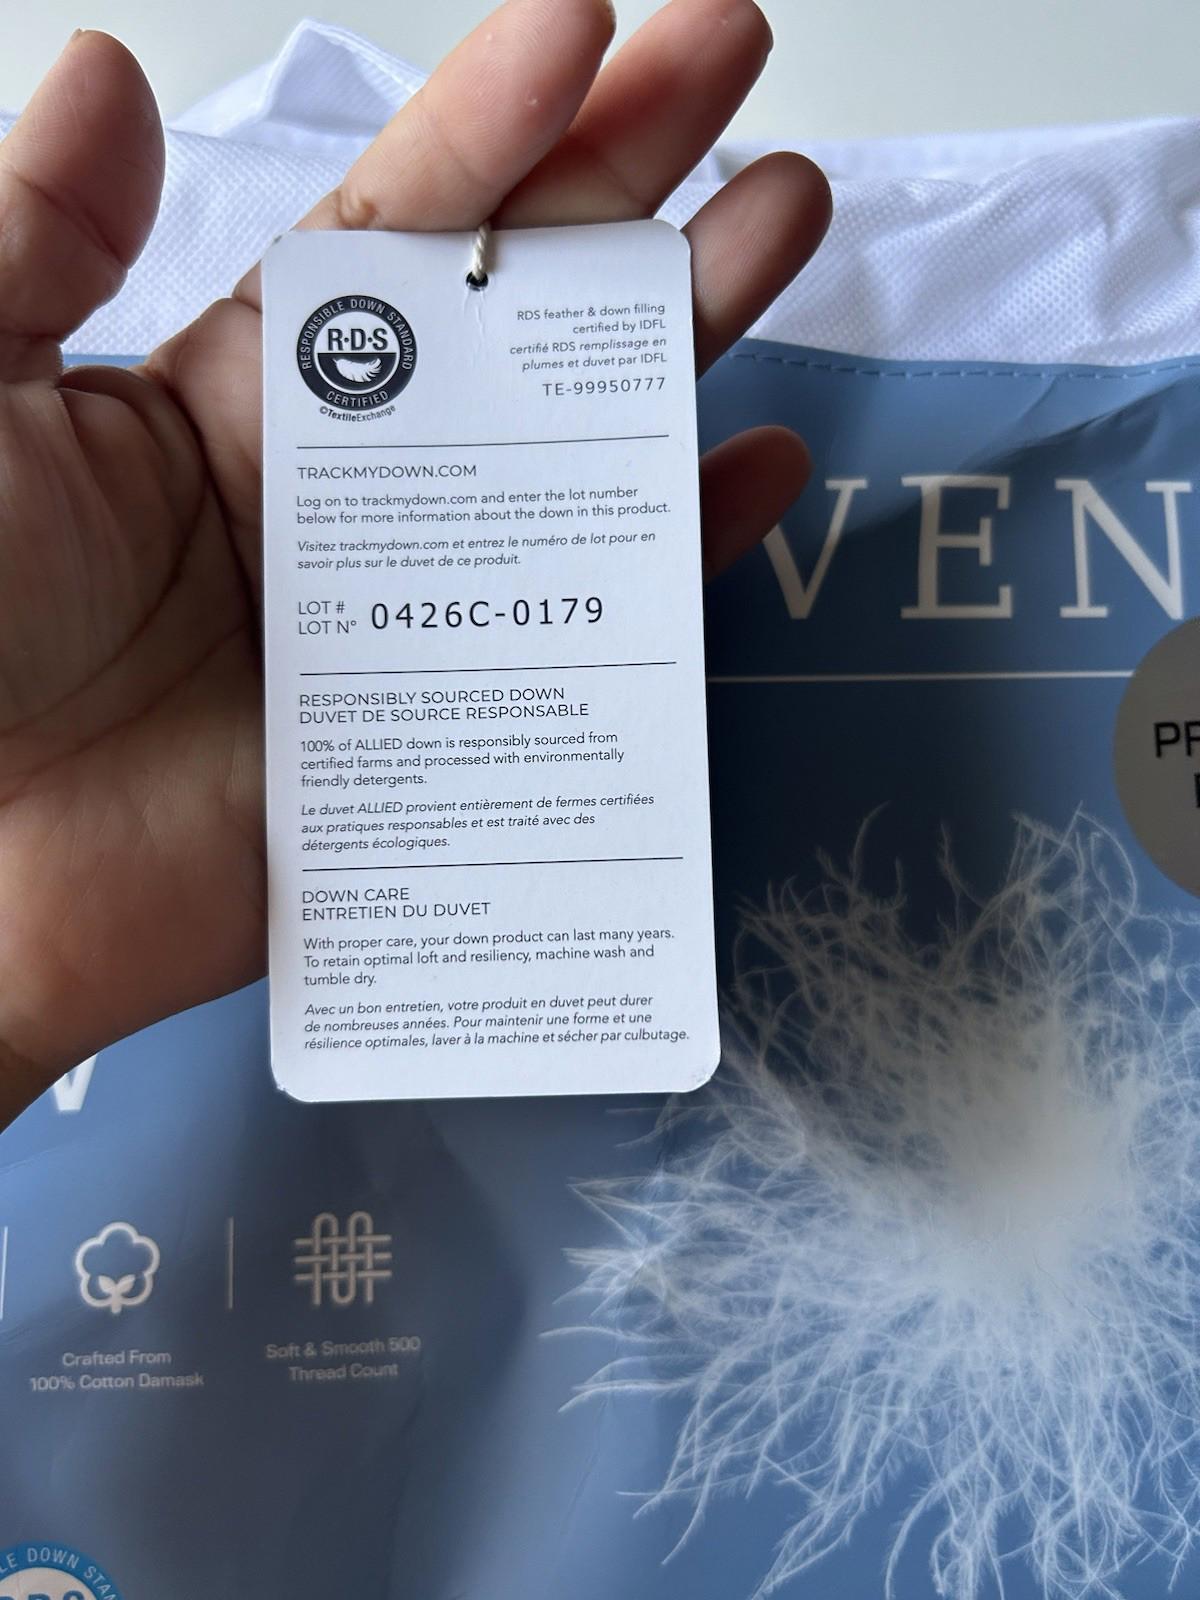 RESPONSIBLE DOWN STANDARD
R·D·S
CERTIFIED
©TextileExchange
RDS feather & down filling
certified by IDFL
certifié RDS remplissage en
plumes et duvet par IDFL
TE-99950777
TRACKMYDOWN.COM
Log on to trackmydown.com and enter the lot number
below for more information about the down in this product.
Visitez trackmydown.com et entrez le numéro de lot pour en
savoir plus sur le duvet de ce produit.
LOT #
LOT N° 0426C-0179
RESPONSIBLY SOURCED DOWN
DUVET DE SOURCE RESPONSABLE
100% of ALLIED down is responsibly sourced from
certified farms and processed with environmentally
friendly detergents.
Le duvet ALLIED provient entièrement de fermes certifiées
aux pratiques responsables et est traité avec des
détergents écologiques.
DOWN CARE
ENTRETIEN DU DUVET
With proper care, your down product can last many years.
To retain optimal loft and resiliency, machine wash and
tumble dry.
Avec un bon entretien, votre produit en duvet peut durer
de nombreuses années. Pour maintenir une forme et une
résilience optimales, laver à la machine et sécher par culbutage.
VEN
PR
Crafted From
100% Cotton Damask
Soft & Smooth 500
Thread Count
LE DOWN STAN